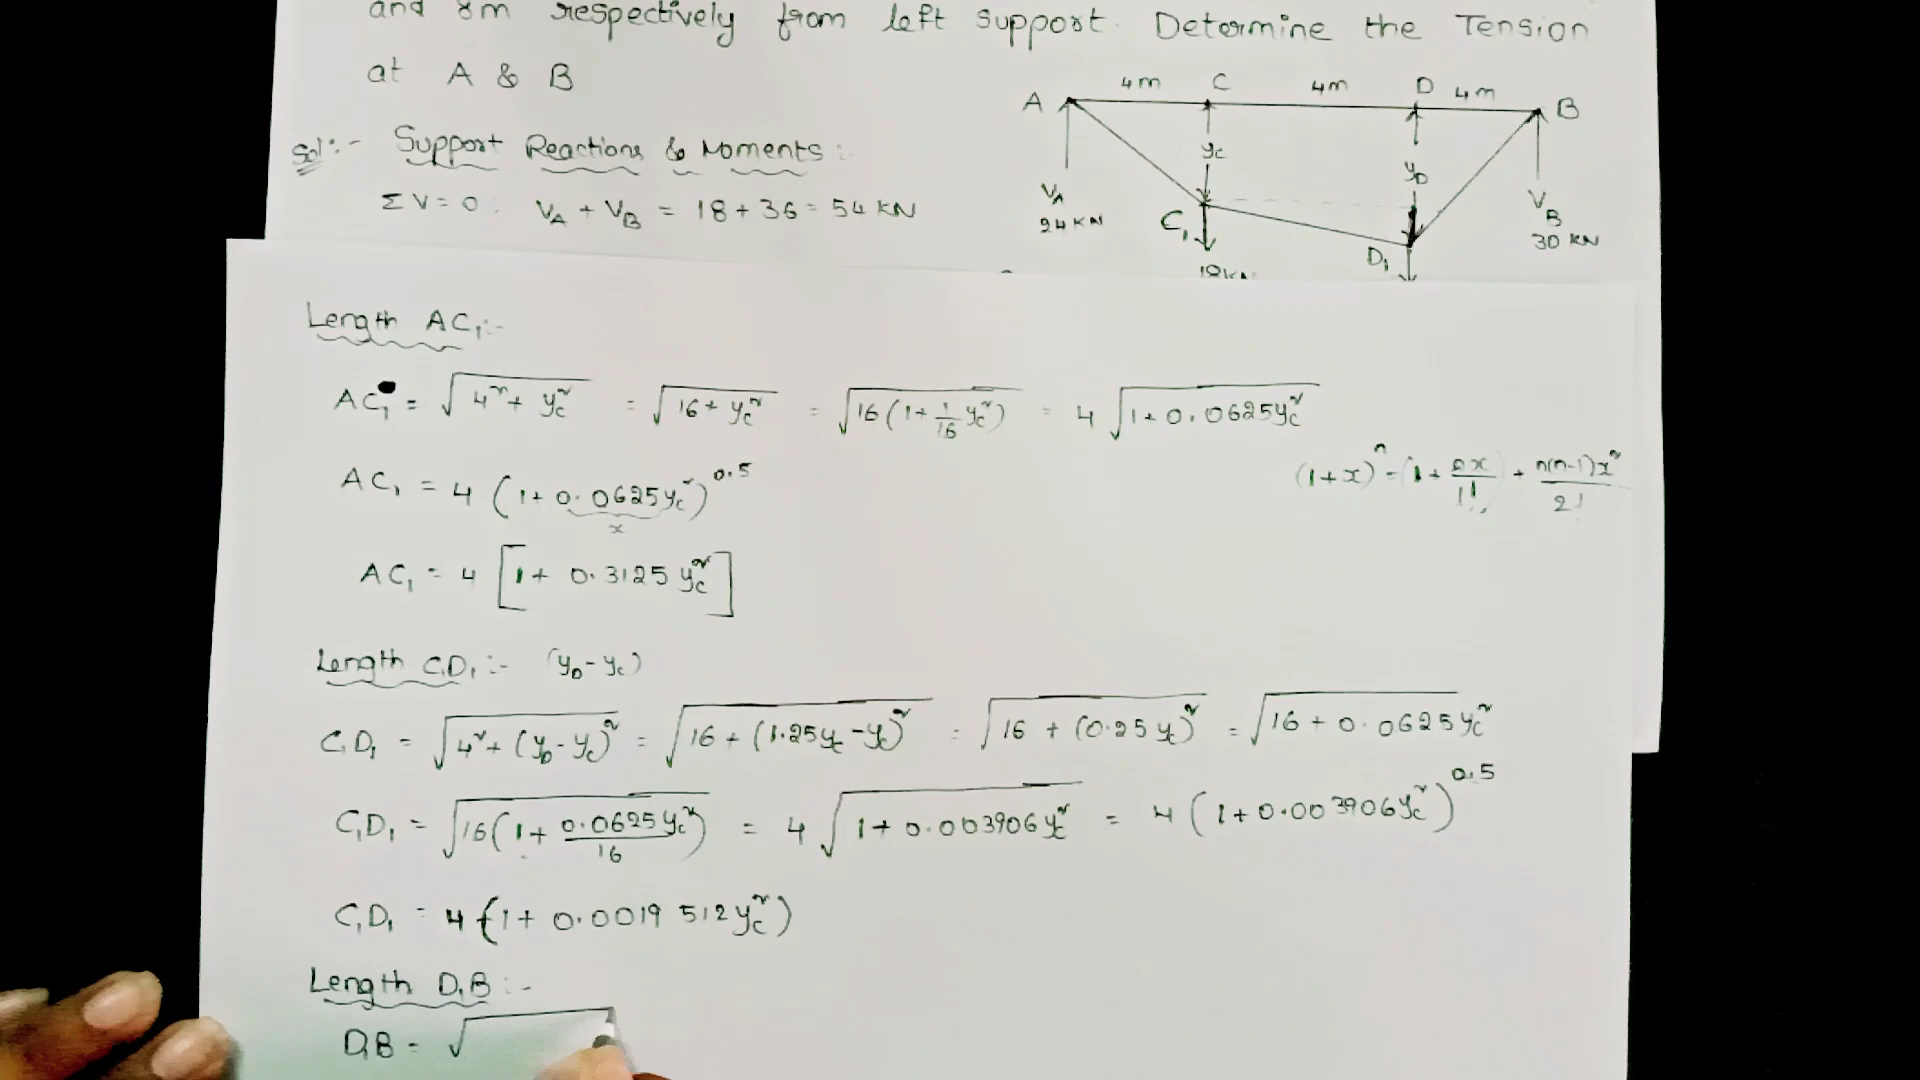 and 8m respectively from left support. Determine the Tension
at A & B
4m C 4m D 4m
A B
Sol:- Support Reactions & Moments:
yc yD
ΣV=0: VA + VB = 18+36 = 54 KN
VA VB
24 KN C₁ 30 KN
D₁
Length AC₁:-
AC₁ = √(4² + yc²) = √(16 + yc²) = √(16(1+1/16 yc²)) = 4√(1+0.0625yc²)
(1+x)ⁿ = 1 + nx/1! + n(n-1)x²/2!
AC₁ = 4 (1+0.0625yc²)^0.5
x
AC₁ = 4 [1+ 0.3125 yc²]
Length C₁D₁:- (yD-yc)
C₁D₁ = √(4²+(yD-yc)²) = √(16+(1.25yc-yc)²) = √(16+(0.25yc)²) = √(16+0.0625yc²)
C₁D₁ = √(16(1+0.0625yc²/16)) = 4√(1+0.003906yc²) = 4(1+0.003906yc²)^0.5
C₁D₁ = 4(1+0.0019512yc²)
Length D₁B:-
D₁B = √